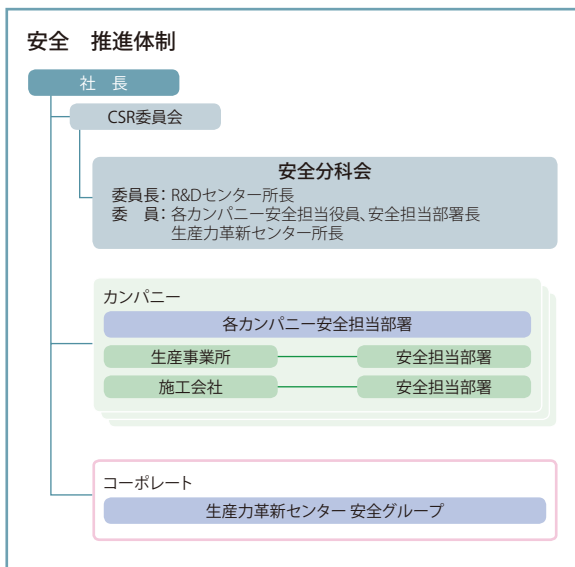 安全　推進体制
社　長
CSR委員会
安全分科会
委員長：R&Dセンター所長
委　員：各カンパニー安全担当役員、安全担当部署長
生産力革新センター所長
カンパニー
各カンパニー安全担当部署
生産事業所 安全担当部署
施工会社 安全担当部署
コーポレート
生産力革新センター 安全グループ